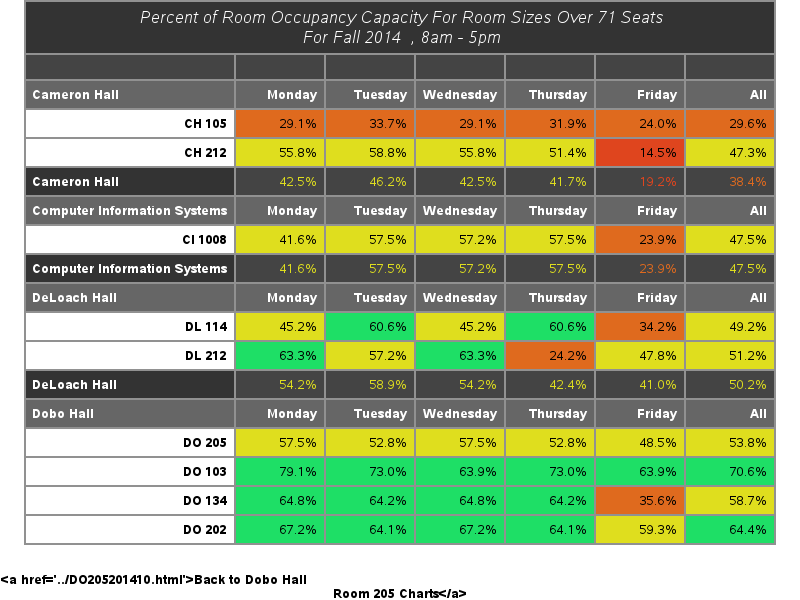 Percent of Room Occupancy Capacity For Room Sizes Over 71 Seats
For Fall 2014 , 8am - 5pm
Cameron Hall Monday Tuesday Wednesday Thursday Friday All
CH 105 29.1% 33.7% 29.1% 31.9% 24.0% 29.6%
CH 212 55.8% 58.8% 55.8% 51.4% 14.5% 47.3%
Cameron Hall 42.5% 46.2% 42.5% 41.7% 19.2% 38.4%
Computer Information Systems Monday Tuesday Wednesday Thursday Friday All
CI 1008 41.6% 57.5% 57.2% 57.5% 23.9% 47.5%
Computer Information Systems 41.6% 57.5% 57.2% 57.5% 23.9% 47.5%
DeLoach Hall Monday Tuesday Wednesday Thursday Friday All
DL 114 45.2% 60.6% 45.2% 60.6% 34.2% 49.2%
DL 212 63.3% 57.2% 63.3% 24.2% 47.8% 51.2%
DeLoach Hall 54.2% 58.9% 54.2% 42.4% 41.0% 50.2%
Dobo Hall Monday Tuesday Wednesday Thursday Friday All
DO 205 57.5% 52.8% 57.5% 52.8% 48.5% 53.8%
DO 103 79.1% 73.0% 63.9% 73.0% 63.9% 70.6%
DO 134 64.8% 64.2% 64.8% 64.2% 35.6% 58.7%
DO 202 67.2% 64.1% 67.2% 64.1% 59.3% 64.4%
<a href='../DO205201410.html'>Back to Dobo Hall
Room 205 Charts</a>